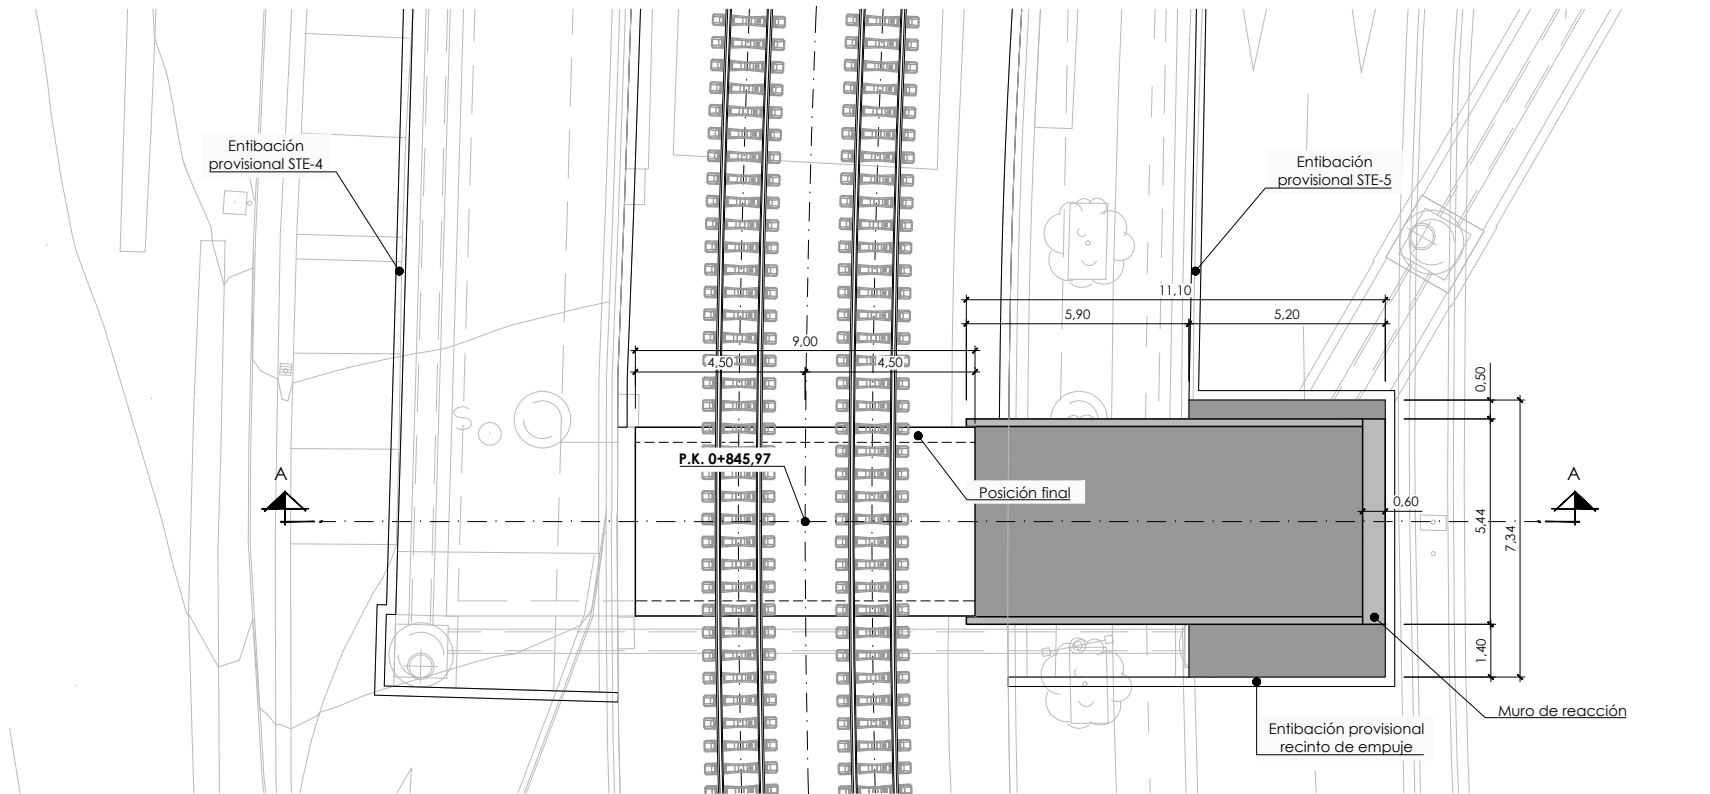 Entibación
provisional STE-4
Entibación
provisional STE-5
11,10
5,90
5,20
9,00
4,50
4,50
0,50
P.K. 0+845,97
A
A
Posición final
0,60
5,44
7,34
1,40
Muro de reacción
Entibación provisional
recinto de empuje